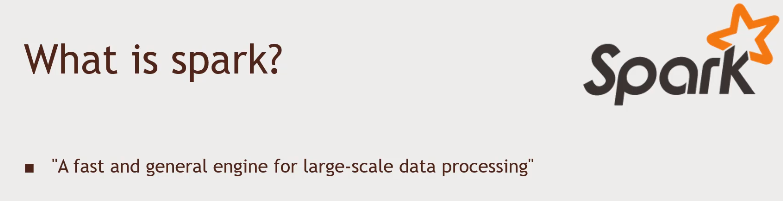 What is spark?
Spark
"A fast and general engine for large-scale data processing"